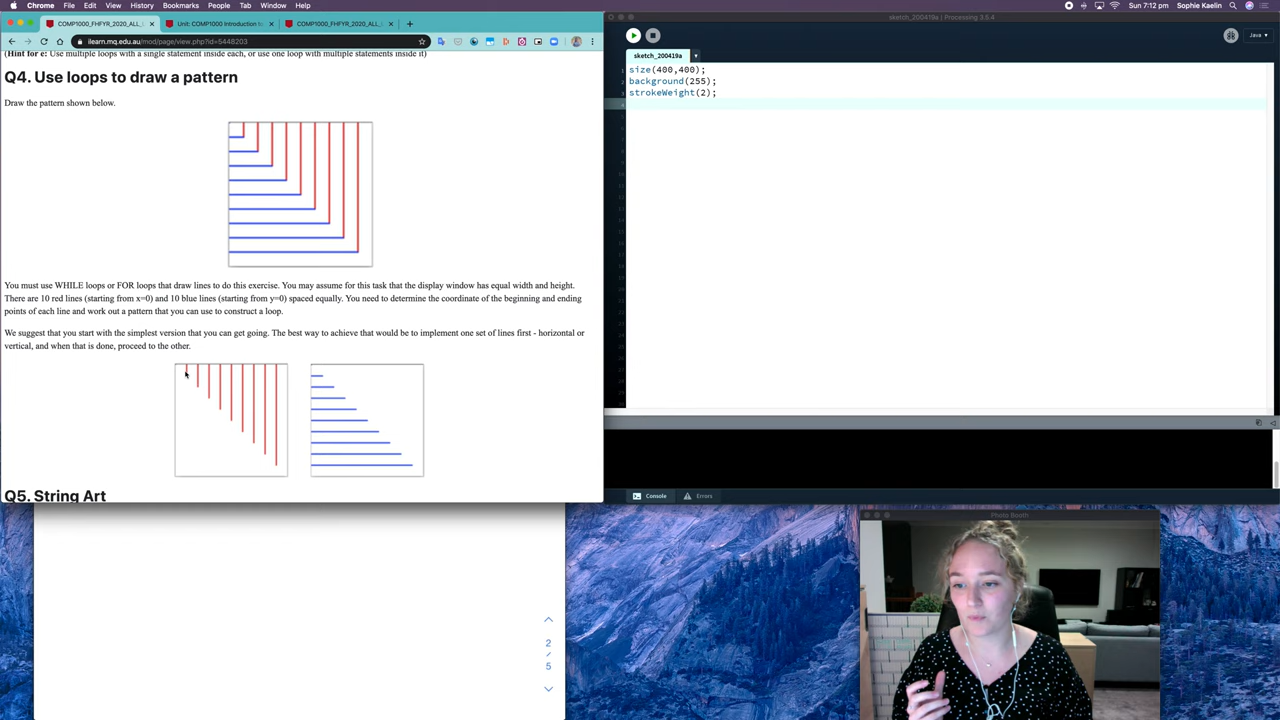 Chrome File Edit View History Bookmarks People Tab Window Help
Sun 7:12 pm Sophie Kaelin
COMP1000_FHFYR_2020_ALL_
Unit: COMP1000 Introduction to
COMP1000_FHFYR_2020_ALL_
ilearn.mq.edu.au/mod/page/view.php?id=5448203
(Hint for e: Use multiple loops with a single statement inside each, or use one loop with multiple statements inside it)
Q4. Use loops to draw a pattern
Draw the pattern shown below.
You must use WHILE loops or FOR loops that draw lines to do this exercise. You may assume for this task that the display window has equal width and height.
There are 10 red lines (starting from x=0) and 10 blue lines (starting from y=0) spaced equally. You need to determine the coordinate of the beginning and ending
points of each line and work out a pattern that you can use to construct a loop.
We suggest that you start with the simplest version that you can get going. The best way to achieve that would be to implement one set of lines first - horizontal or
vertical, and when that is done, proceed to the other.
Q5. String Art
2
5
sketch_200419a | Processing 3.5.4
Java
sketch_200419a
1 size(400,400);
2 background(255);
3 strokeWeight(2);
4
Console Errors
Photo Booth